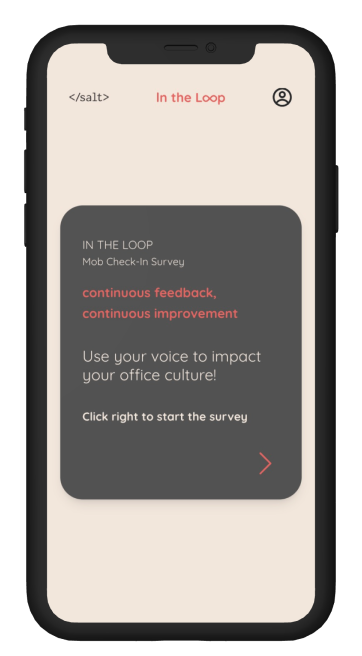 </salt>
In the Loop
IN THE LOOP
Mob Check-In Survey
continuous feedback,
continuous improvement
Use your voice to impact
your office culture!
Click right to start the survey